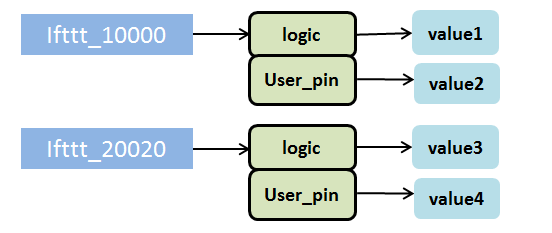 Ifttt_10000
logic
value1
User_pin
value2
Ifttt_20020
logic
value3
User_pin
value4